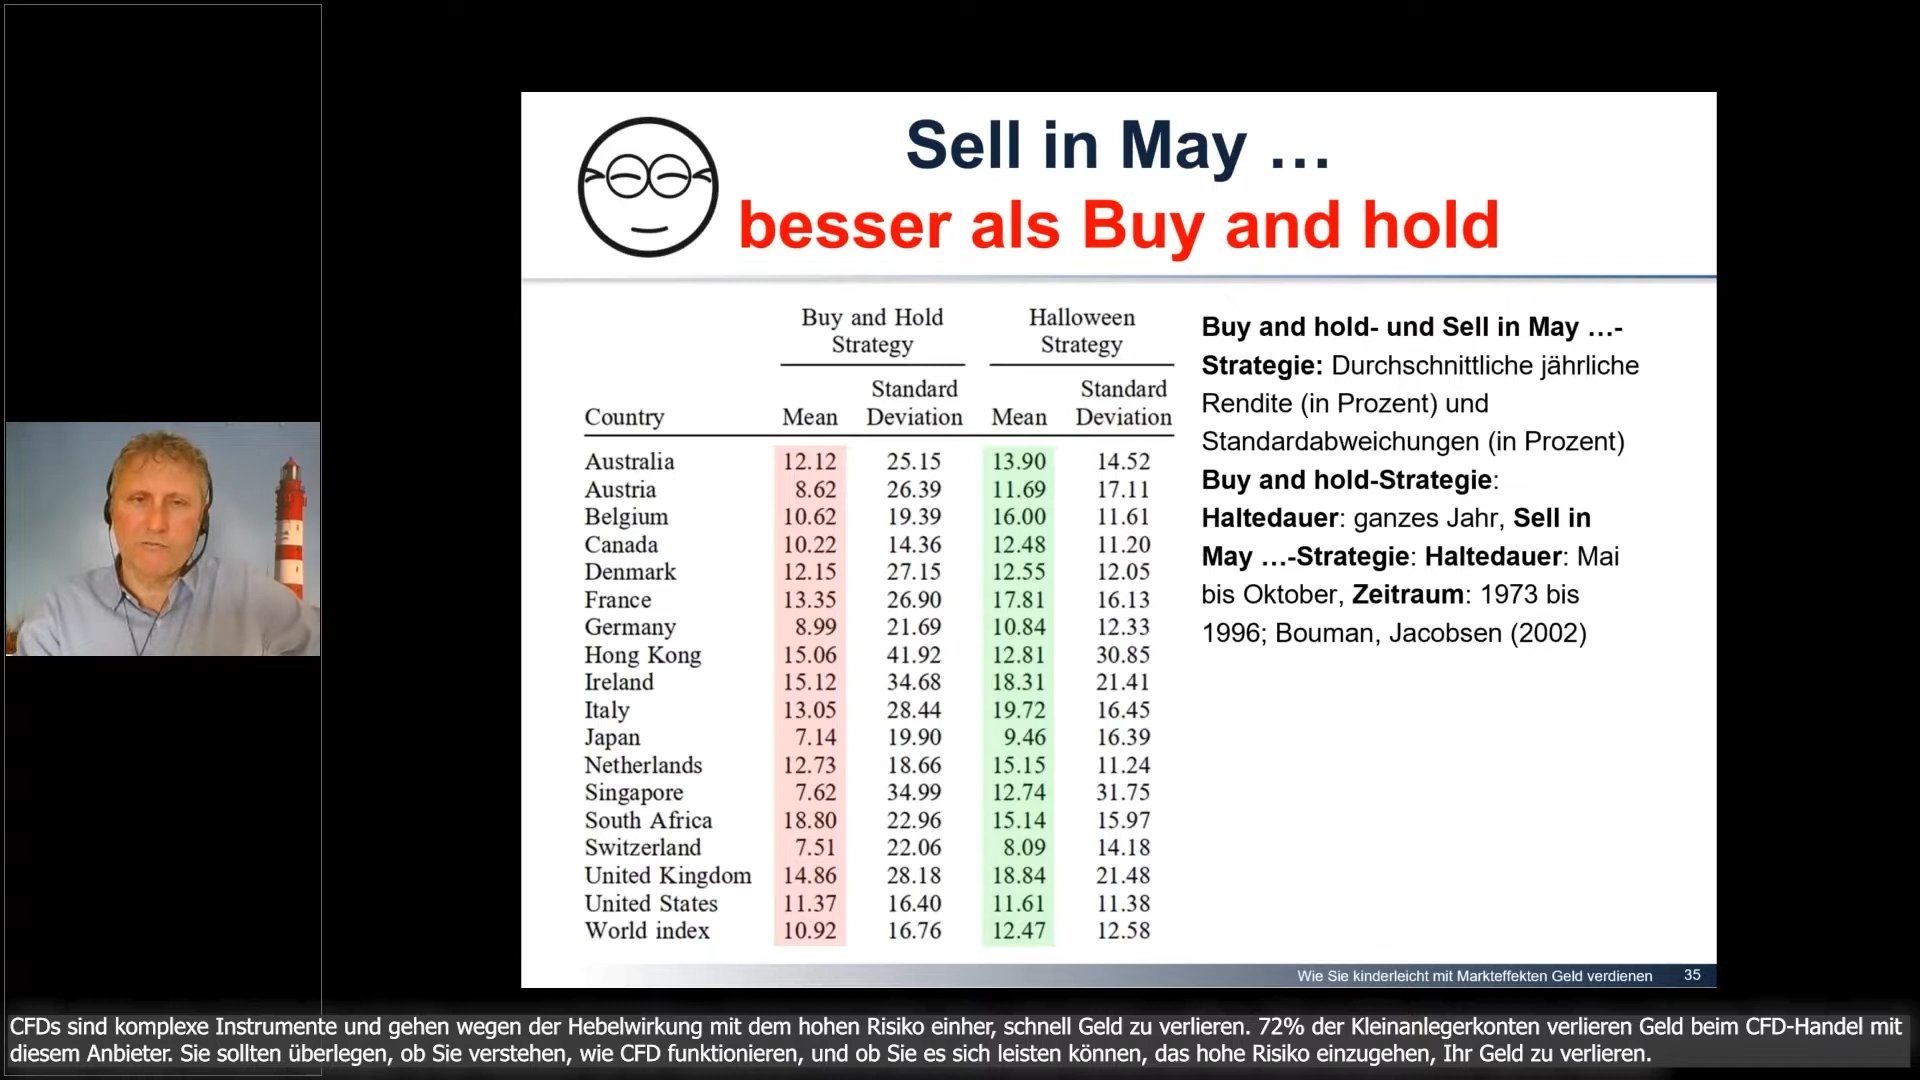 Sell in May …
besser als Buy and hold
Buy and Hold Strategy Halloween Strategy
Country Mean Standard Deviation Mean Standard Deviation
Australia 12.12 25.15 13.90 14.52
Austria 8.62 26.39 11.69 17.11
Belgium 10.62 19.39 16.00 11.61
Canada 10.22 14.36 12.48 11.20
Denmark 12.15 27.15 12.55 12.05
France 13.35 26.90 17.81 16.13
Germany 8.99 21.69 10.84 12.33
Hong Kong 15.06 41.92 12.81 30.85
Ireland 15.12 34.68 18.31 21.41
Italy 13.05 28.44 19.72 16.45
Japan 7.14 19.90 9.46 16.39
Netherlands 12.73 18.66 15.15 11.24
Singapore 7.62 34.99 12.74 31.75
South Africa 18.80 22.96 15.14 15.97
Switzerland 7.51 22.06 8.09 14.18
United Kingdom 14.86 28.18 18.84 21.48
United States 11.37 16.40 11.61 11.38
World index 10.92 16.76 12.47 12.58
Buy and hold- und Sell in May …-
Strategie: Durchschnittliche jährliche
Rendite (in Prozent) und
Standardabweichungen (in Prozent)
Buy and hold-Strategie:
Haltedauer: ganzes Jahr, Sell in
May …-Strategie: Haltedauer: Mai
bis Oktober, Zeitraum: 1973 bis
1996; Bouman, Jacobsen (2002)
Wie Sie kinderleicht mit Markteffekten Geld verdienen 35
CFDs sind komplexe Instrumente und gehen wegen der Hebelwirkung mit dem hohen Risiko einher, schnell Geld zu verlieren. 72% der Kleinanlegerkonten verlieren Geld beim CFD-Handel mit
diesem Anbieter. Sie sollten überlegen, ob Sie verstehen, wie CFD funktionieren, und ob Sie es sich leisten können, das hohe Risiko einzugehen, Ihr Geld zu verlieren.